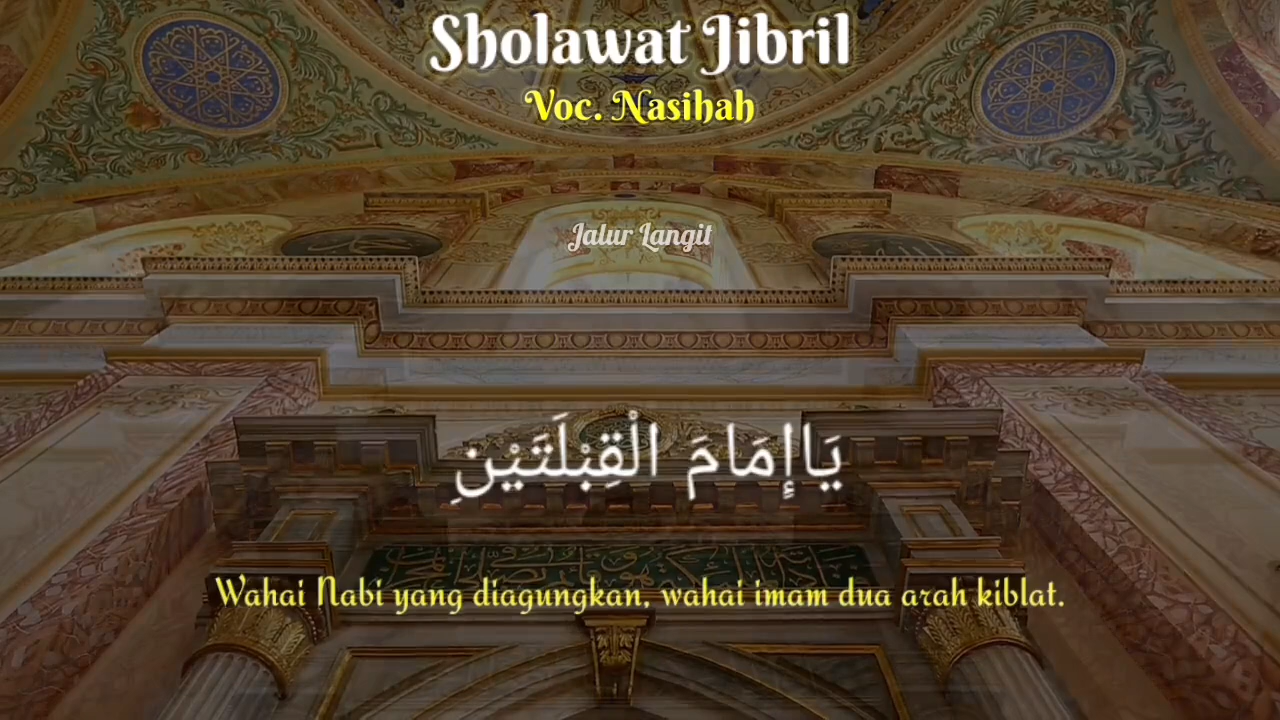 Sholawat Jibril
Voc. Nasihah
Jalur Langit
يَاإِمَامَ الْقِبْلَتَيْنِ
Wahai Nabi yang diagungkan, wahai imam dua arah kiblat.